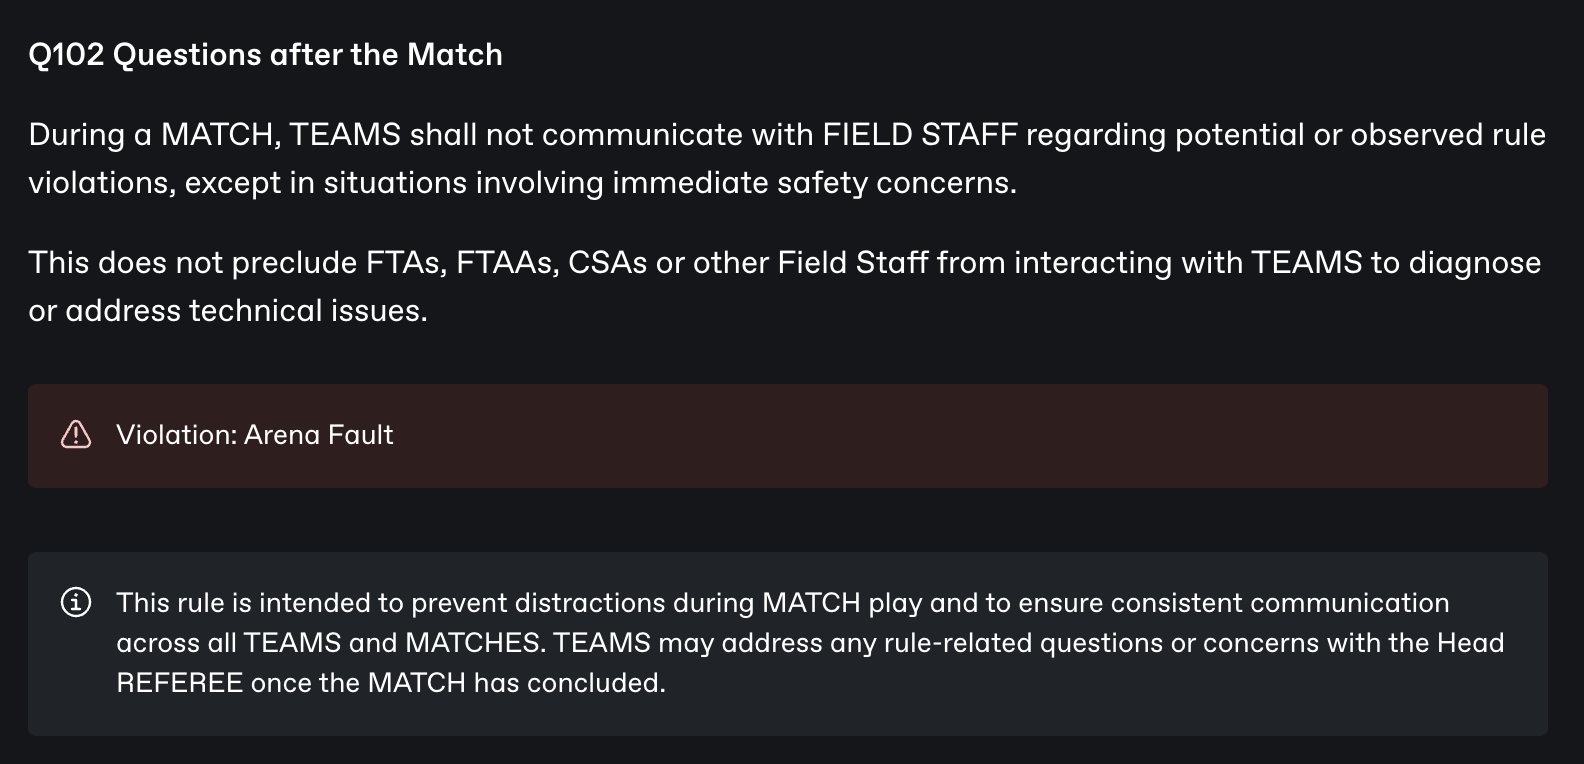 Q102 Questions after the Match
During a MATCH, TEAMS shall not communicate with FIELD STAFF regarding potential or observed rule
violations, except in situations involving immediate safety concerns.
This does not preclude FTAs, FTAAs, CSAs or other Field Staff from interacting with TEAMS to diagnose
or address technical issues.
Violation: Arena Fault
This rule is intended to prevent distractions during MATCH play and to ensure consistent communication
across all TEAMS and MATCHES. TEAMS may address any rule-related questions or concerns with the Head
REFEREE once the MATCH has concluded.